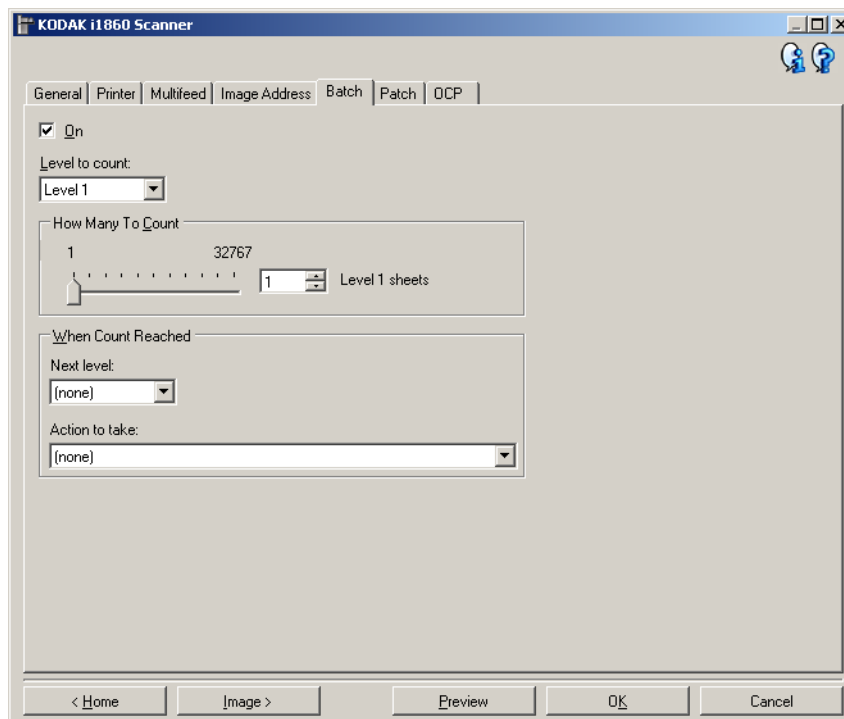 KODAK i1860 Scanner
General Printer Multifeed Image Address Batch Patch OCP
On
Level to count:
Level 1
How Many To Count
1 32767
1 Level 1 sheets
When Count Reached
Next level:
(none)
Action to take:
(none)
< Home Image > Preview OK Cancel